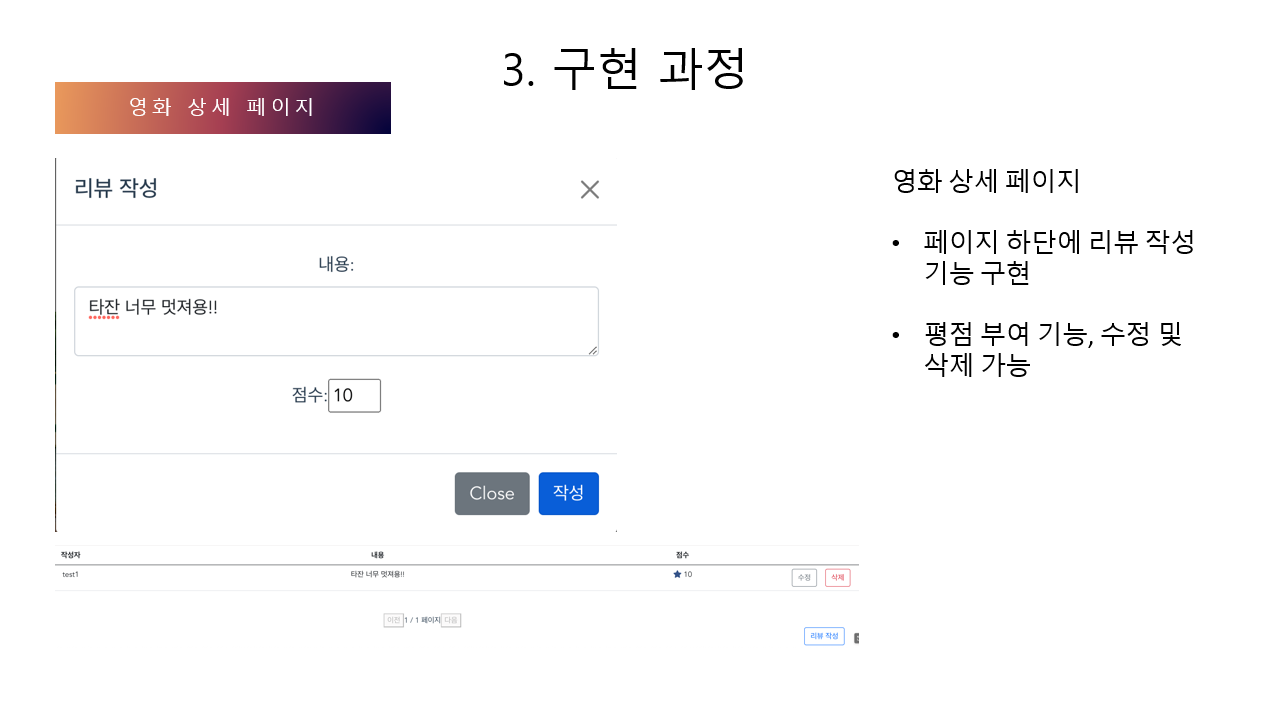 3. 구현 과정
영화 상세 페이지
리뷰 작성
내용:
타잔 너무 멋져용!!
점수: 10
Close 작성
작성자 내용 점수
test1 타잔 너무 멋져용!! ★ 10 수정 삭제
이전 1 / 1 페이지 다음
리뷰 작성
영화 상세 페이지
• 페이지 하단에 리뷰 작성
기능 구현
• 평점 부여 기능, 수정 및
삭제 가능